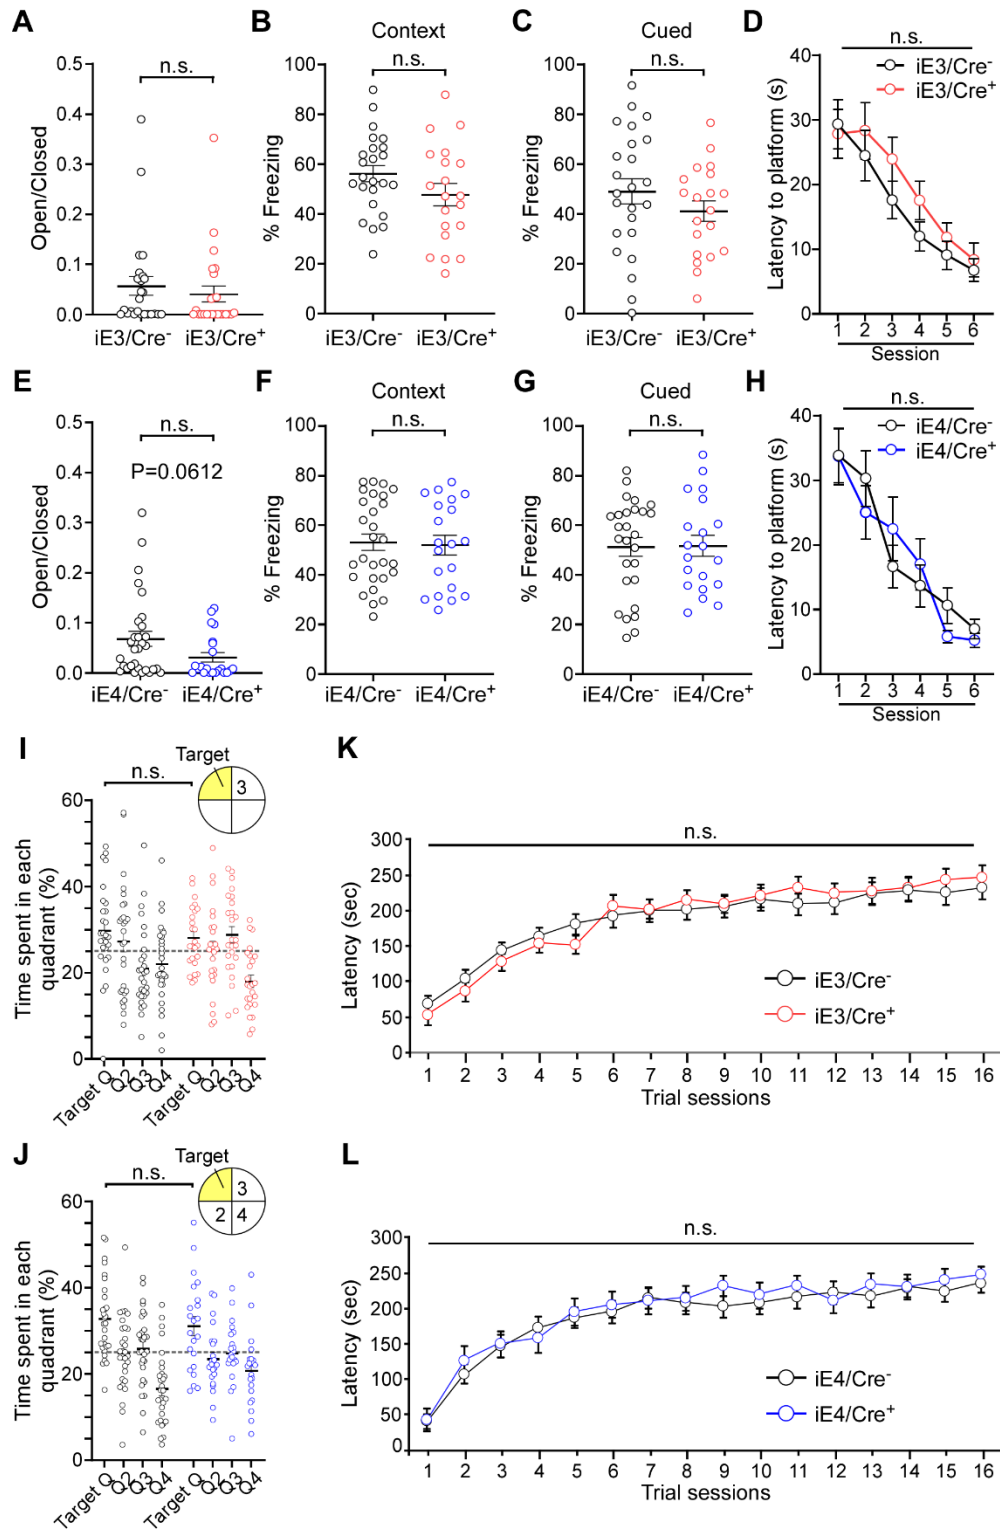 A
n.s.
0.5
0.4
0.3
0.2
0.1
0.0
Open/Closed
iE3/Cre-
iE3/Cre+
B
Context
n.s.
100
80
60
40
20
0
% Freezing
iE3/Cre-
iE3/Cre+
C
Cued
n.s.
100
80
60
40
20
0
% Freezing
iE3/Cre-
iE3/Cre+
D
n.s.
iE3/Cre-
iE3/Cre+
40
30
20
10
0
Latency to platform (s)
1 2 3 4 5 6
Session
E
n.s.
P=0.0612
0.5
0.4
0.3
0.2
0.1
0.0
Open/Closed
iE4/Cre-
iE4/Cre+
F
Context
n.s.
100
80
60
40
20
0
% Freezing
iE4/Cre-
iE4/Cre+
G
Cued
n.s.
100
80
60
40
20
0
% Freezing
iE4/Cre-
iE4/Cre+
H
n.s.
iE4/Cre-
iE4/Cre+
40
30
20
10
0
Latency to platform (s)
1 2 3 4 5 6
Session
I
Target
n.s.
3
60
40
20
0
Time spent in each
quadrant (%)
Target Q
Q2
Q3
Q4
Target Q
Q2
Q3
Q4
K
n.s.
300
250
200
150
100
50
0
Latency (sec)
iE3/Cre-
iE3/Cre+
1 2 3 4 5 6 7 8 9 10 11 12 13 14 15 16
Trial sessions
J
Target
n.s.
3
2 4
60
40
20
0
Time spent in each
quadrant (%)
Target Q
Q2
Q3
Q4
Target Q
Q2
Q3
Q4
L
n.s.
300
250
200
150
100
50
0
Latency (sec)
iE4/Cre-
iE4/Cre+
1 2 3 4 5 6 7 8 9 10 11 12 13 14 15 16
Trial sessions